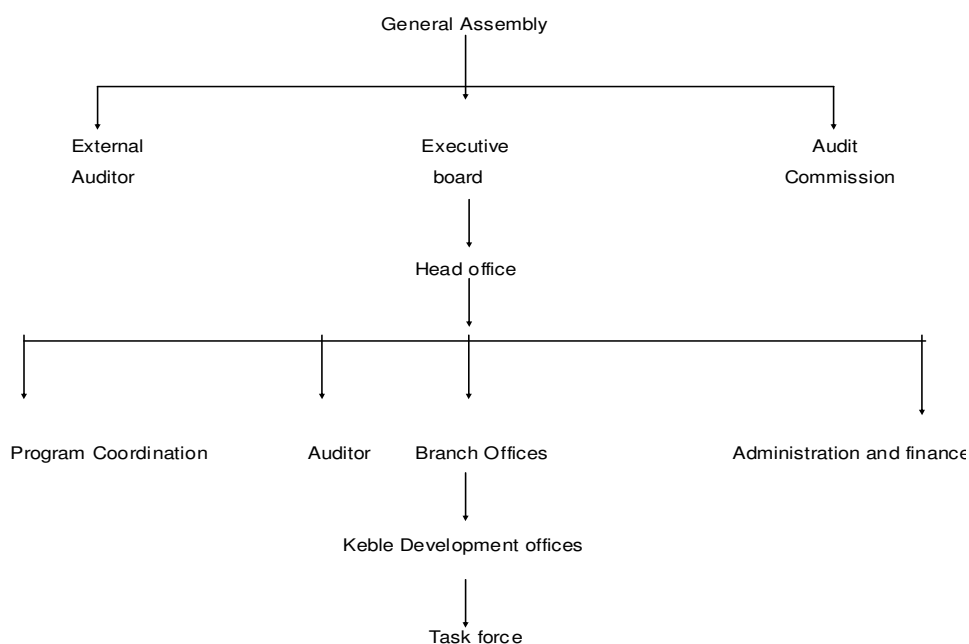 General Assembly
External Executive Audit
Auditor board Commission
Head office
Program Coordination Auditor Branch Offices Administration and finance
Keble Development offices
Task force